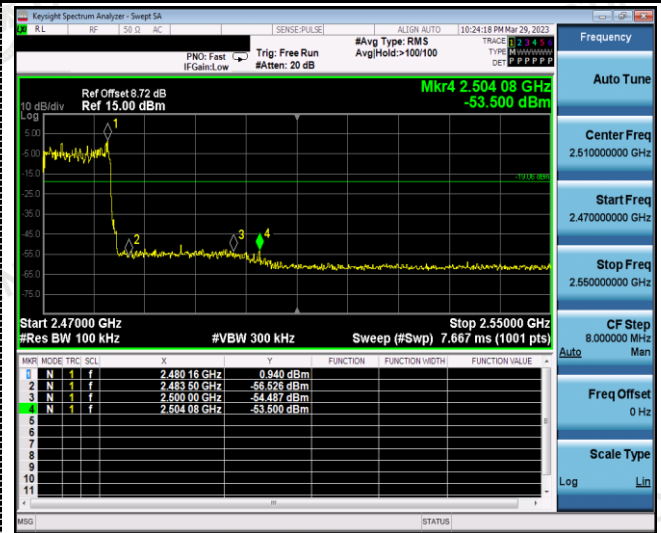 Keysight Spectrum Analyzer - Swept SA
RL RF 50 Ω AC SENSE:PULSE ALIGN AUTO 10:24:18 PM Mar 29, 2023
#Avg Type: RMS TRACE 1 2 3 4 5 6
PNO: Fast Trig: Free Run Avg|Hold:>100/100 TYPE M
IFGain:Low #Atten: 20 dB DET P P P P P P
Mkr4 2.504 08 GHz
-53.500 dBm
Ref Offset 8.72 dB
10 dB/div Ref 15.00 dBm
Log
5.00
-5.00
-15.0
-25.0
-35.0
-45.0
-55.0
-65.0
-75.0
1
2
3
4
-19.06 dBm
Start 2.47000 GHz Stop 2.55000 GHz
#Res BW 100 kHz #VBW 300 kHz Sweep (#Swp) 7.667 ms (1001 pts)
MKR MODE TRC SCL X Y FUNCTION FUNCTION WIDTH FUNCTION VALUE
1 N 1 f 2.480 16 GHz 0.940 dBm
2 N 1 f 2.483 50 GHz -56.526 dBm
3 N 1 f 2.500 00 GHz -54.487 dBm
4 N 1 f 2.504 08 GHz -53.500 dBm
5
6
7
8
9
10
11
MSG STATUS
Frequency
Auto Tune
Center Freq
2.510000000 GHz
Start Freq
2.470000000 GHz
Stop Freq
2.550000000 GHz
CF Step
8.000000 MHz
Auto Man
Freq Offset
0 Hz
Scale Type
Log Lin